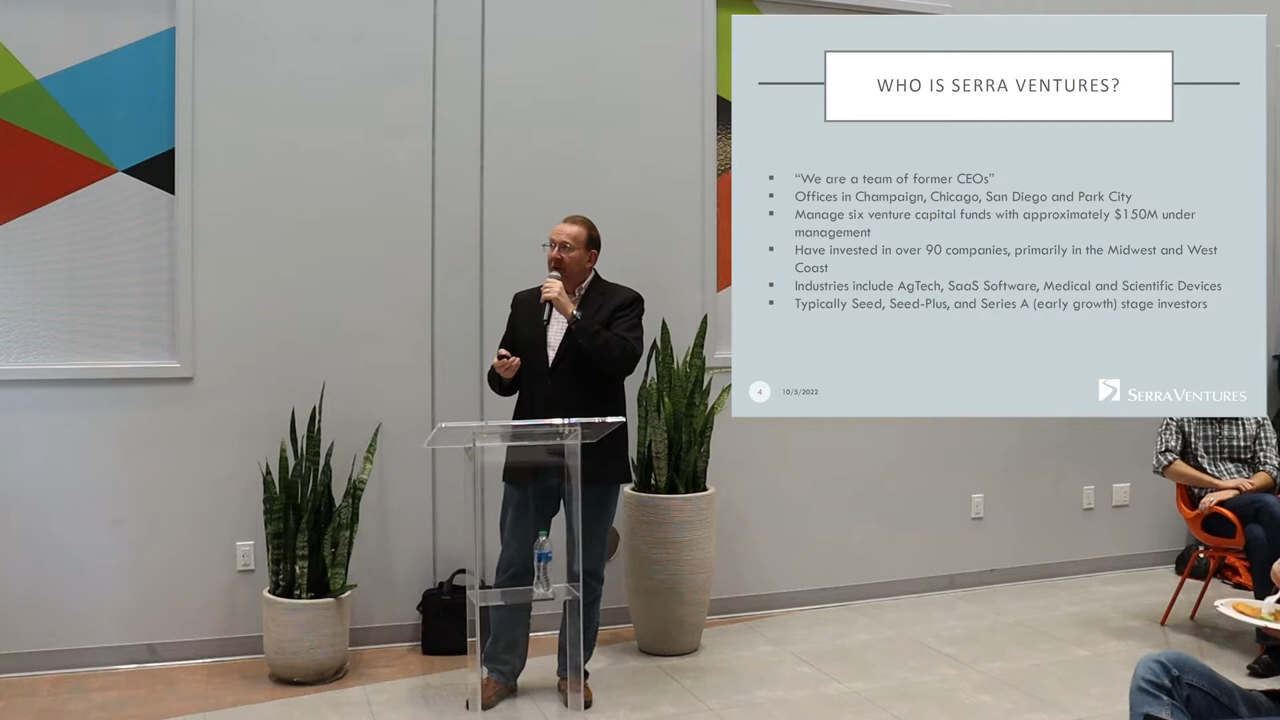 WHO IS SERRA VENTURES?
▪ “We are a team of former CEOs”
▪ Offices in Champaign, Chicago, San Diego and Park City
▪ Manage six venture capital funds with approximately $150M under
management
▪ Have invested in over 90 companies, primarily in the Midwest and West
Coast
▪ Industries include AgTech, SaaS Software, Medical and Scientific Devices
▪ Typically Seed, Seed-Plus, and Series A (early growth) stage investors
4 10/5/2022
SERRAVENTURES